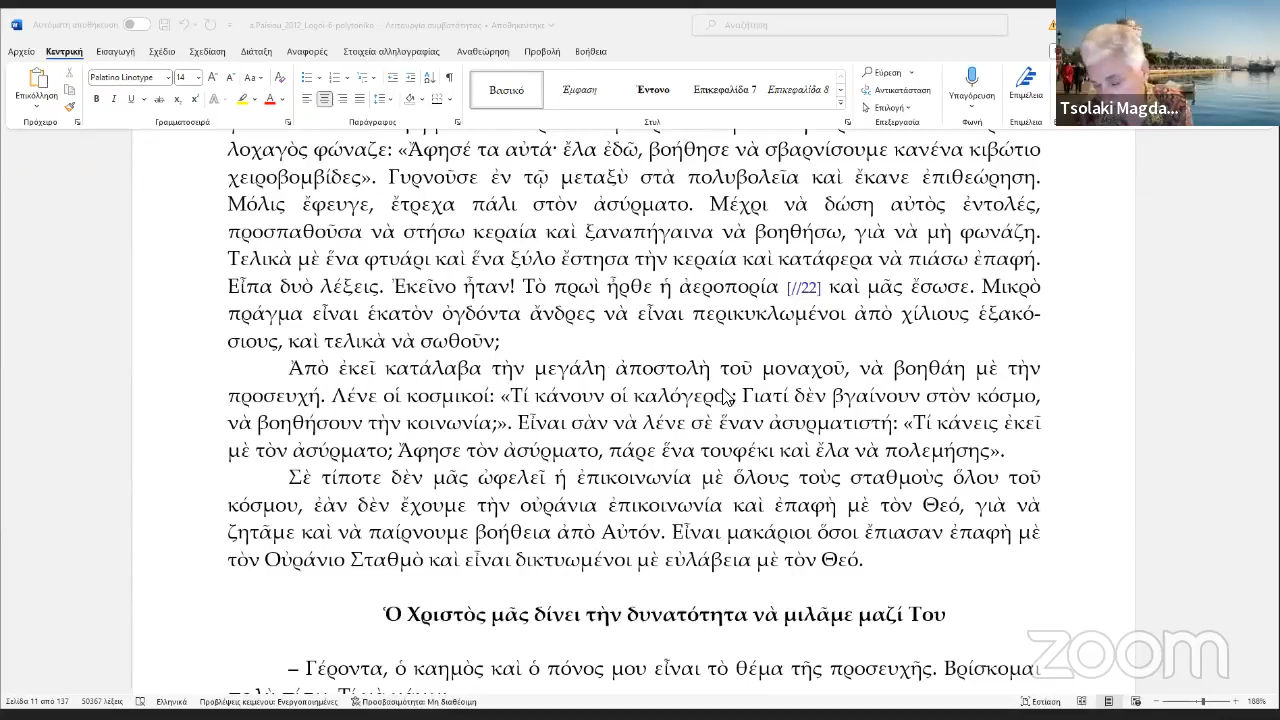 Αυτόματη αποθήκευση
a.Paisiou_2012_Logoi-6-polytoniko - Λειτουργία συμβατότητας • Αποθηκεύτηκε
Αναζήτηση
Αρχείο Κεντρική Εισαγωγή Σχέδιο Σχεδίαση Διάταξη Αναφορές Στοιχεία αλληλογραφίας Αναθεώρηση Προβολή Βοήθεια
Επικόλληση
Palatino Linotype 14
Βασικό
Έμφαση
Έντονο
Επικεφαλίδα 7
Επικεφαλίδα 8
Εύρεση
Αντικατάσταση
Επιλογή
Υπαγόρευση
Επιμέλεια
Πρόχειρο Γραμματοσειρά Παράγραφος Στυλ Επεξεργασία Φωνή Επιμέλεια
Tsolaki Magda...
λοχαγὸς φώναζε: «Ἄφησέ τα αὐτά· ἔλα ἐδῶ, βοήθησε νὰ σβαρνίσουμε κανένα κιβώτιο
χειροβομβίδες». Γυρνοῦσε ἐν τῷ μεταξὺ στὰ πολυβολεῖα καὶ ἔκανε ἐπιθεώρηση.
Μόλις ἔφευγε, ἔτρεχα πάλι στὸν ἀσύρματο. Μέχρι νὰ δώση αὐτὸς ἐντολές,
προσπαθοῦσα νὰ στήσω κεραία καὶ ξαναπήγαινα νὰ βοηθήσω, γιὰ νὰ μὴ φωνάζη.
Τελικὰ μὲ ἕνα φτυάρι καὶ ἕνα ξύλο ἔστησα τὴν κεραία καὶ κατάφερα νὰ πιάσω ἐπαφή.
Εἶπα δυὸ λέξεις. Ἐκεῖνο ἦταν! Τὸ πρωὶ ἦρθε ἡ ἀεροπορία [//22] καὶ μᾶς ἔσωσε. Μικρὸ
πράγμα εἶναι ἑκατὸν ὀγδόντα ἄνδρες νὰ εἶναι περικυκλωμένοι ἀπὸ χίλιους ἑξακό-
σιους, καὶ τελικὰ νὰ σωθοῦν;
Ἀπὸ ἐκεῖ κατάλαβα τὴν μεγάλη ἀποστολὴ τοῦ μοναχοῦ, νὰ βοηθάη μὲ τὴν
προσευχή. Λένε οἱ κοσμικοί: «Τί κάνουν οἱ καλόγεροι; Γιατί δὲν βγαίνουν στὸν κόσμο,
νὰ βοηθήσουν τὴν κοινωνία;». Εἶναι σὰν νὰ λένε σὲ ἕναν ἀσυρματιστή: «Τί κάνεις ἐκεῖ
μὲ τὸν ἀσύρματο; Ἄφησε τὸν ἀσύρματο, πάρε ἕνα τουφέκι καὶ ἔλα νὰ πολεμήσης».
Σὲ τίποτε δὲν μᾶς ὠφελεῖ ἡ ἐπικοινωνία μὲ ὅλους τοὺς σταθμοὺς ὅλου τοῦ
κόσμου, ἐὰν δὲν ἔχουμε τὴν οὐράνια ἐπικοινωνία καὶ ἐπαφὴ μὲ τὸν Θεό, γιὰ νὰ
ζητᾶμε καὶ νὰ παίρνουμε βοήθεια ἀπὸ Αὐτόν. Εἶναι μακάριοι ὅσοι ἔπιασαν ἐπαφὴ μὲ
τὸν Οὐράνιο Σταθμὸ καὶ εἶναι δικτυωμένοι μὲ εὐλάβεια μὲ τὸν Θεό.
Ὁ Χριστὸς μᾶς δίνει τὴν δυνατότητα νὰ μιλᾶμε μαζί Του
– Γέροντα, ὁ καημὸς καὶ ὁ πόνος μου εἶναι τὸ θέμα τῆς προσευχῆς. Βρίσκομαι
zoom
Σελίδα 11 από 137 50367 λέξεις Ελληνικά Προβλέψεις κειμένου: Ενεργοποιημένες Προσβασιμότητα: Μη διαθέσιμη Εστίαση 188%